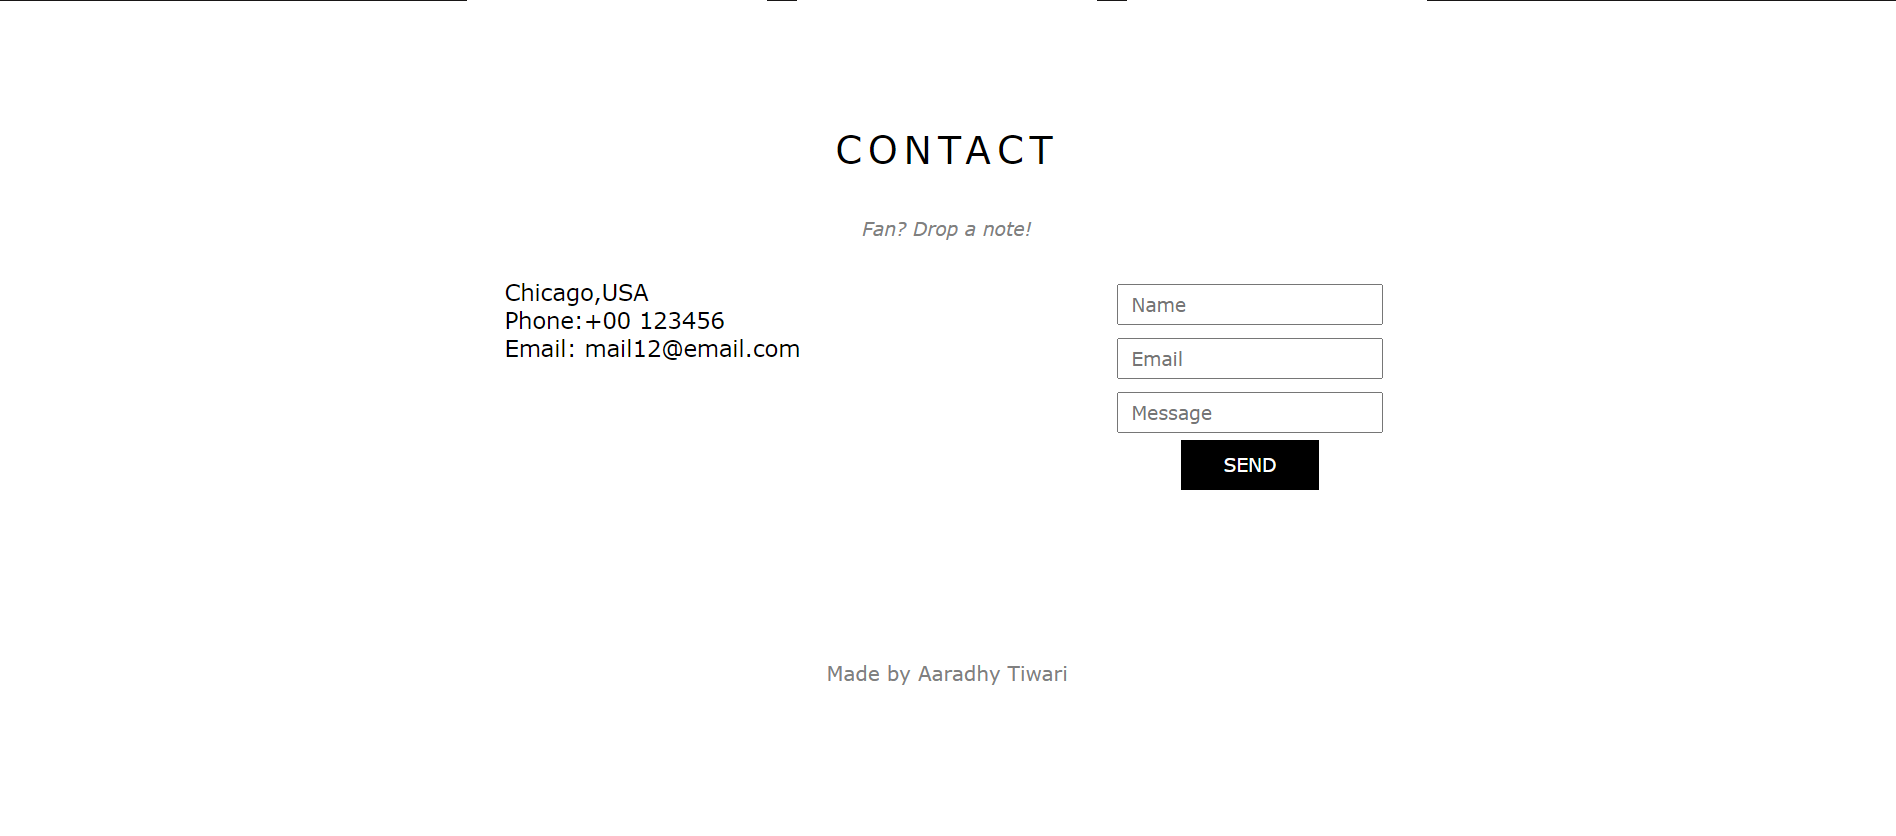 CONTACT
Fan? Drop a note!
Chicago,USA
Phone:+00 123456
Email: mail12@email.com
Name
Email
Message
SEND
Made by Aaradhy Tiwari